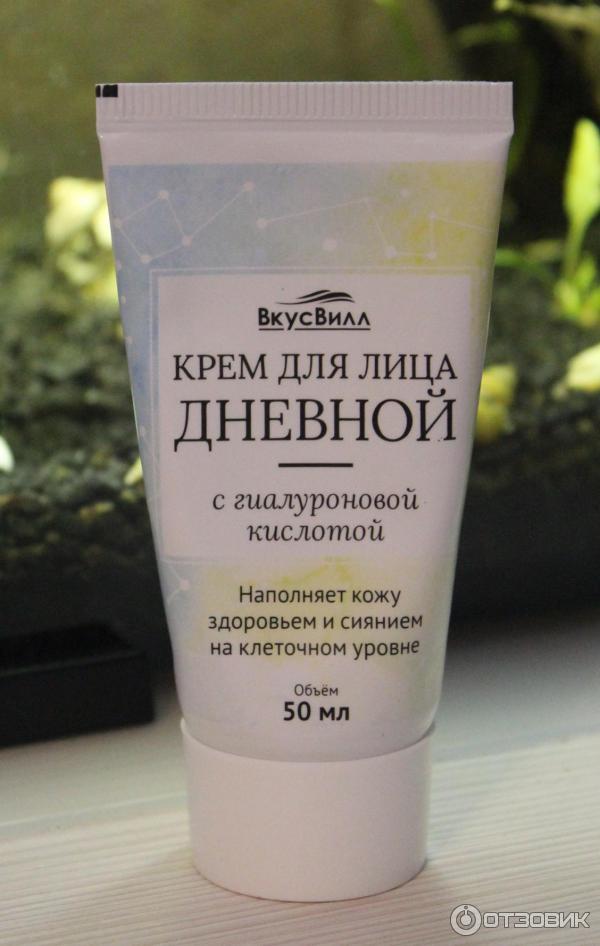 ВкусВилл
КРЕМ ДЛЯ ЛИЦА
ДНЕВНОЙ
с гиалуроновой
кислотой
Наполняет кожу
здоровьем и сиянием
на клеточном уровне
Объём
50 мл
ОТЗОВИК